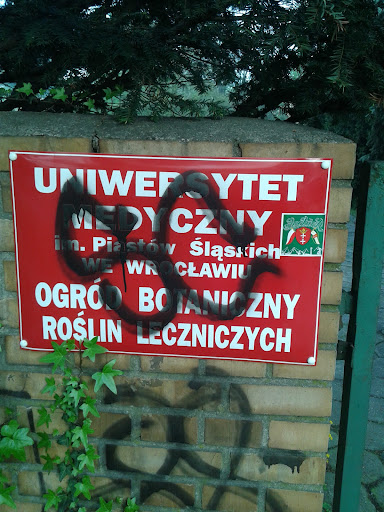 UNIWERSYTET
MEDYCZNY
im. Piastów Śląskich
WE WROCŁAWIU
OGRÓD BOTANICZNY
ROŚLIN LECZNICZYCH